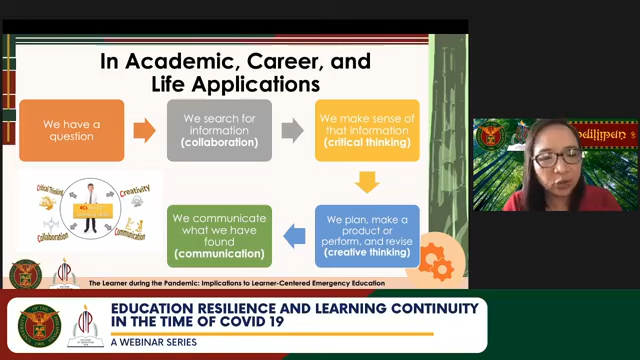 In Academic, Career, and
Life Applications
We have a
question
We search for
information
(collaboration)
We make sense of
that information
(critical thinking)
We plan, make a
product or
perform, and revise
(creative thinking)
We communicate
what we have
found
(communication)
Critical Thinking
Creativity
4Cs
Collaboration
Communication
The Learner during the Pandemic: Implications to Learner-Centered Emergency Education
EDUCATION RESILIENCE AND LEARNING CONTINUITY
IN THE TIME OF COVID 19
A WEBINAR SERIES